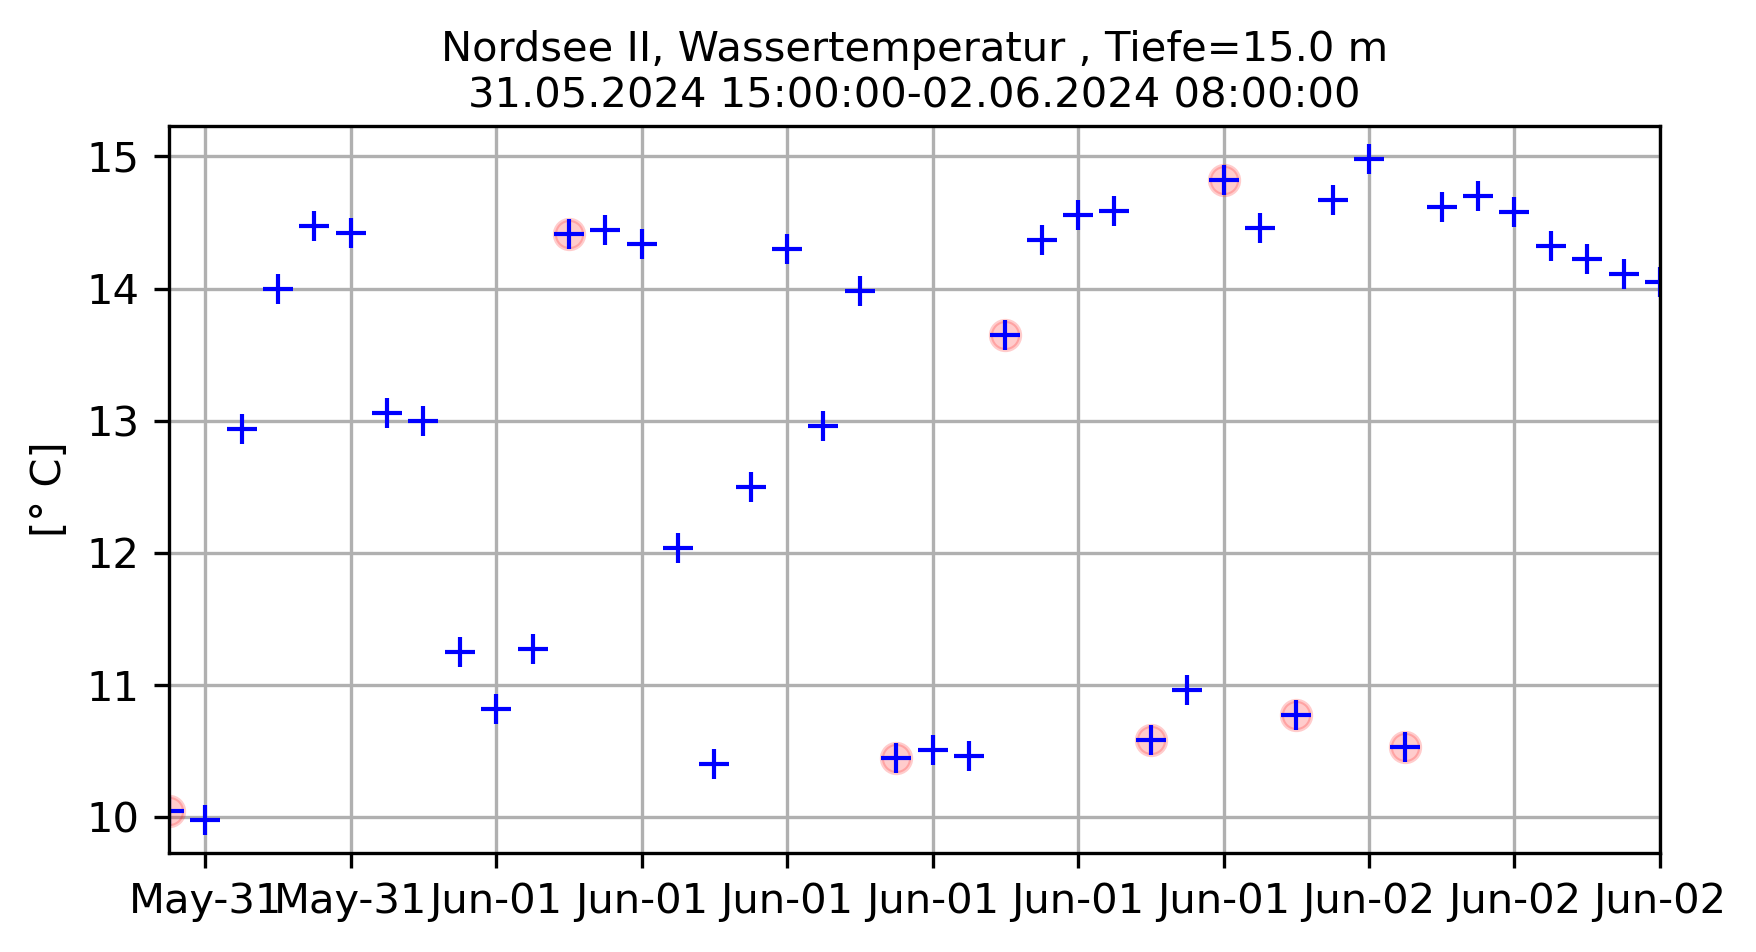 Nordsee II, Wassertemperatur , Tiefe=15.0 m
31.05.2024 15:00:00-02.06.2024 08:00:00
15
14
13
12
11
10
[° C]
May-31 May-31 Jun-01 Jun-01 Jun-01 Jun-01 Jun-01 Jun-01 Jun-02 Jun-02 Jun-02